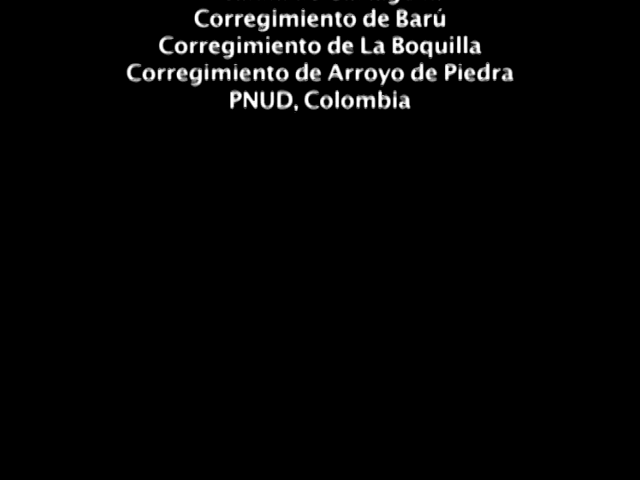 Corregimiento de Barú
Corregimiento de La Boquilla
Corregimiento de Arroyo de Piedra
PNUD, Colombia